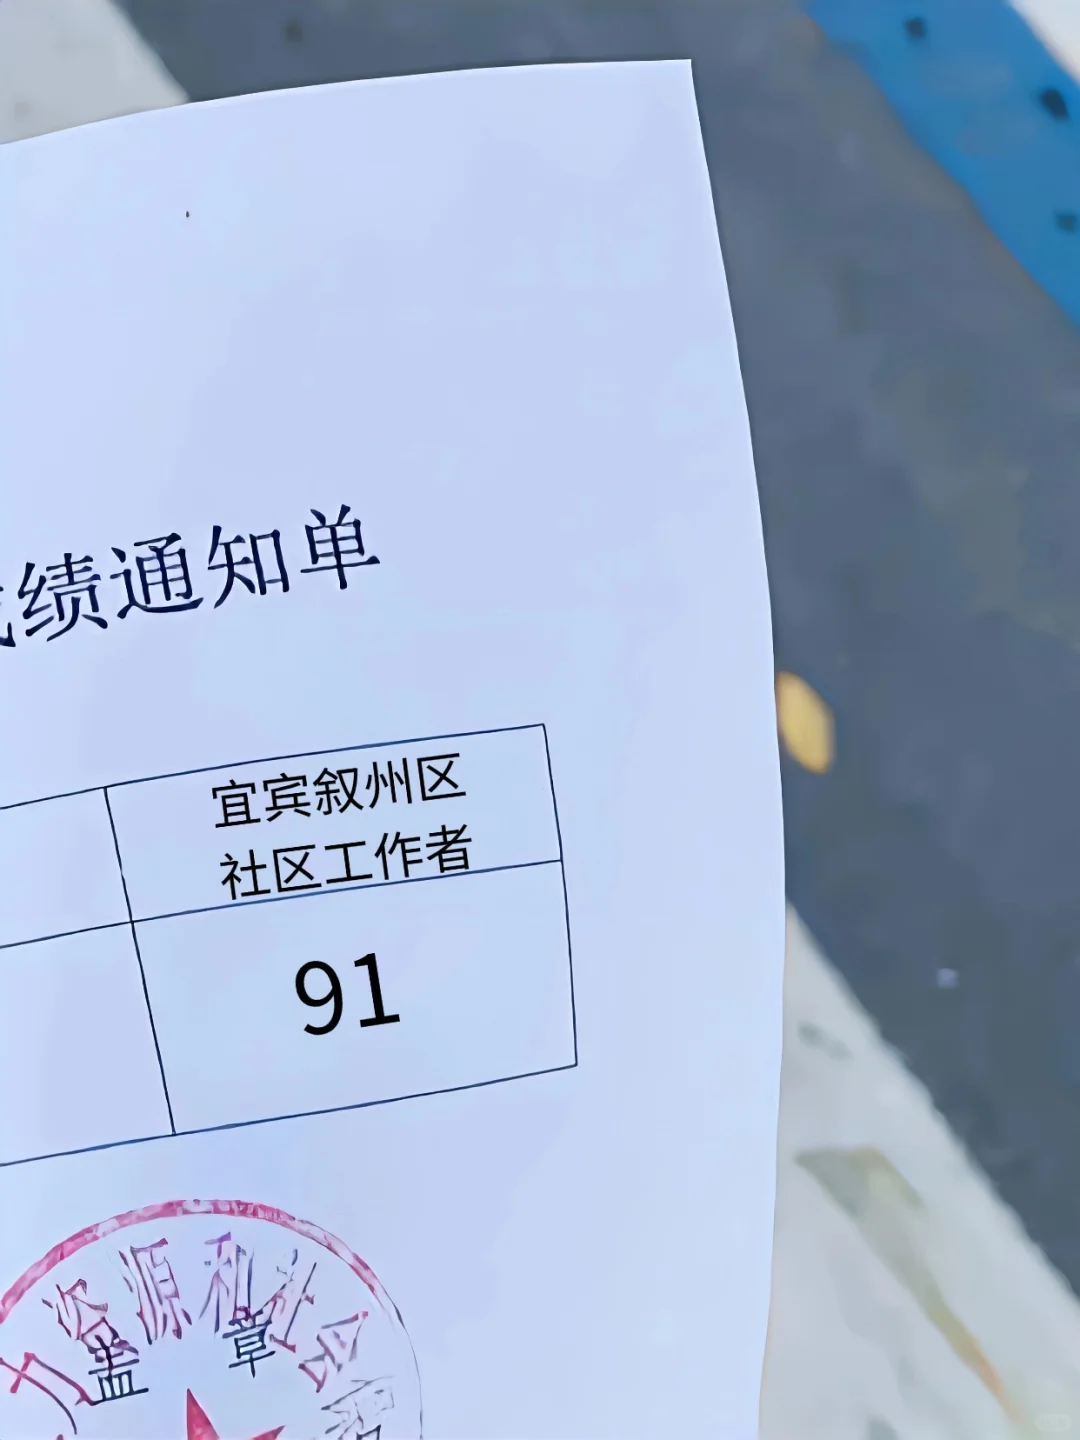 绩通知单
宜宾叙州区
社区工作者
91
力资源和社会
盖章